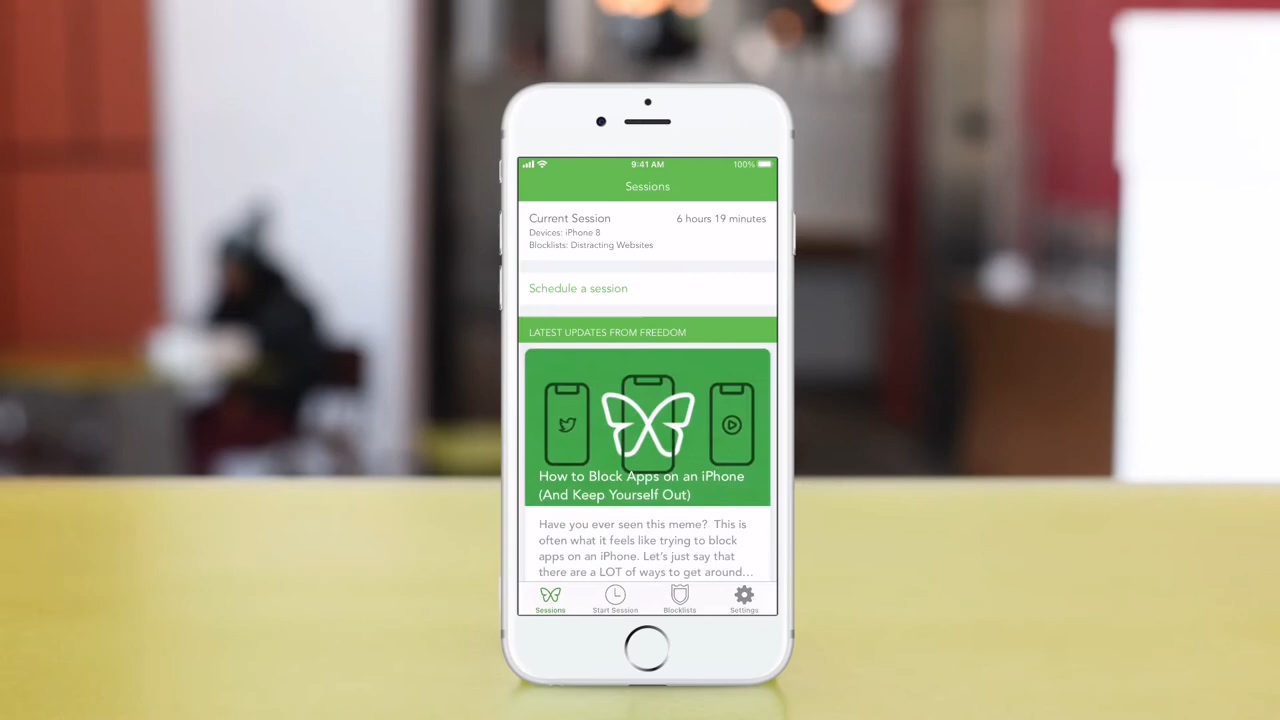 9:41 AM
100%
Sessions
Current Session 6 hours 19 minutes
Devices: iPhone 8
Blocklists: Distracting Websites
Schedule a session
LATEST UPDATES FROM FREEDOM
How to Block Apps on an iPhone
(And Keep Yourself Out)
Have you ever seen this meme?  This is
often what it feels like trying to block
apps on an iPhone. Let's just say that
there are a LOT of ways to get around...
Sessions Start Session Blocklists Settings